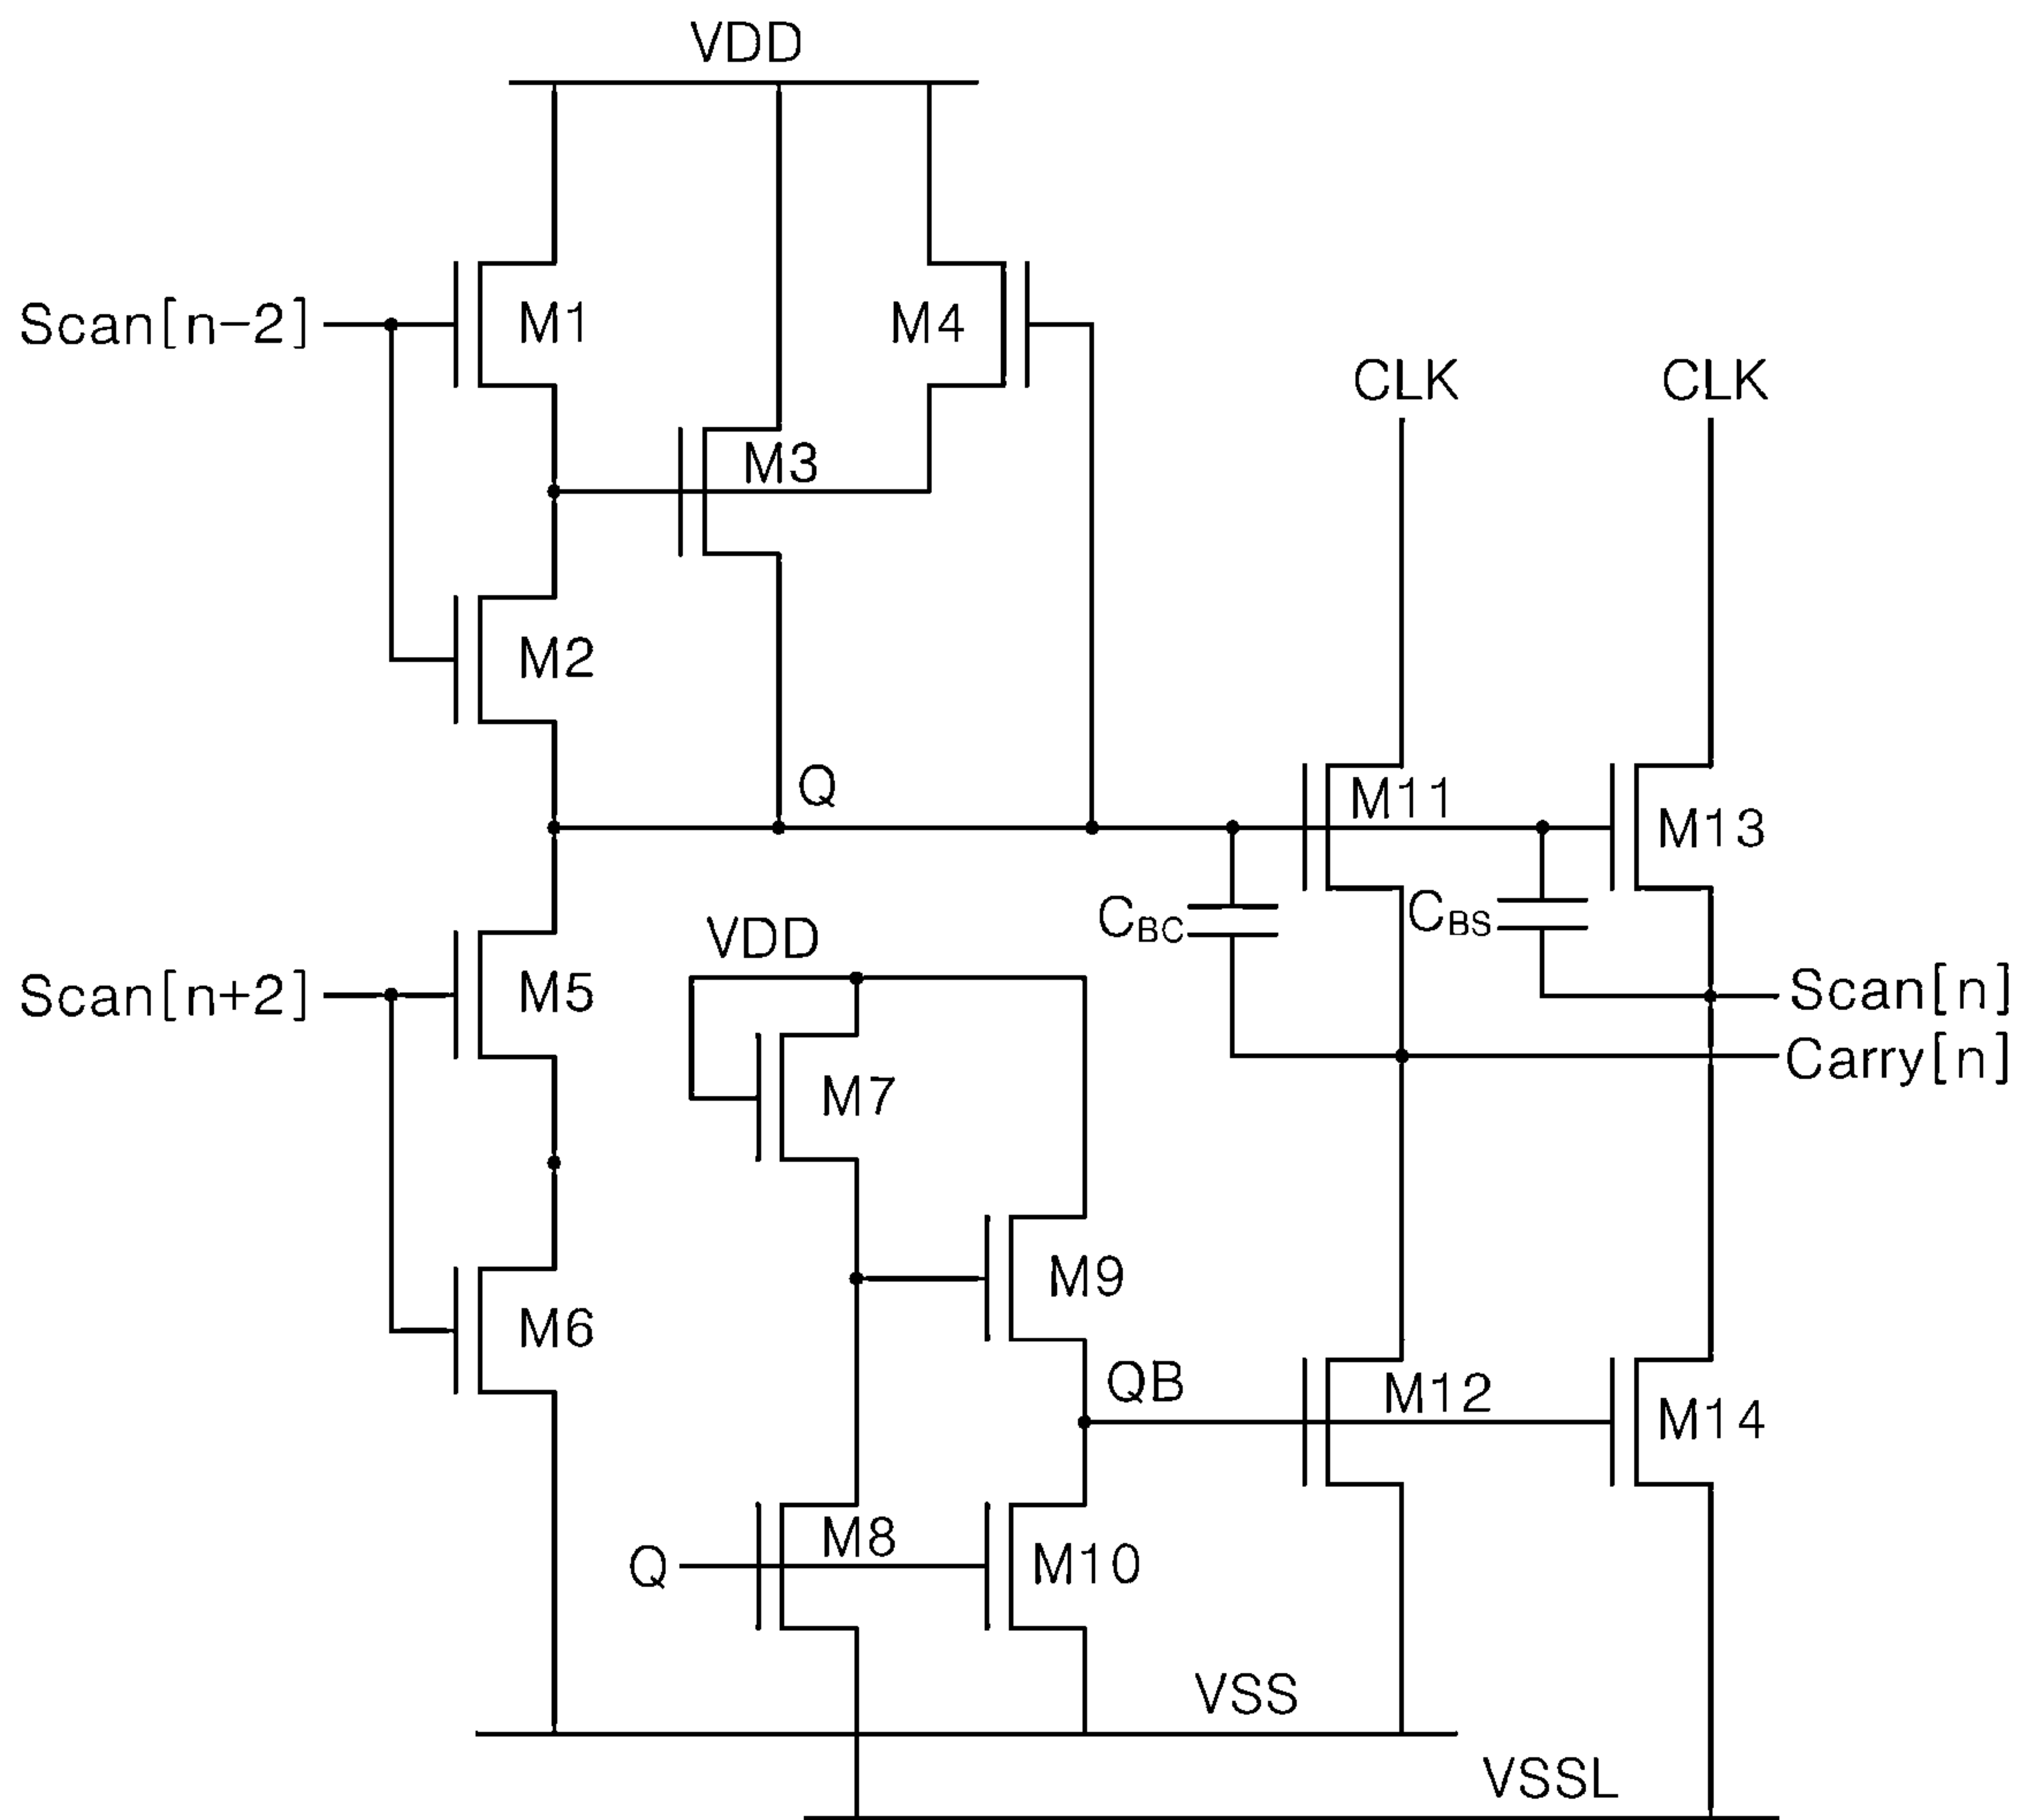 VDD
Scan[n-2]
M1
M4
CLK
CLK
M3
M2
Q
M11
M13
CBC
CBS
VDD
Scan[n+2]
M5
Scan[n]
Carry[n]
M7
M9
M6
QB
M12
M14
M8
Q
M10
VSS
VSSL